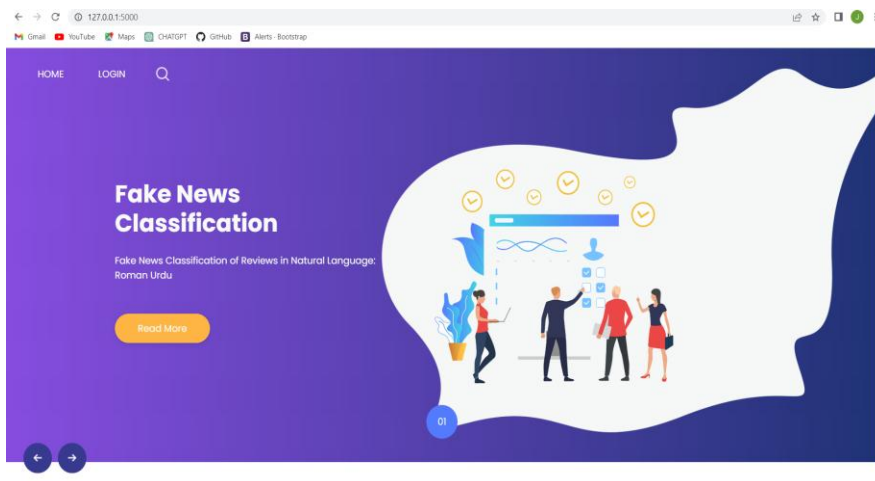 127.0.0.1:5000
Gmail YouTube Maps CHATGPT GitHub Alerts · Bootstrap
HOME LOGIN
Fake News
Classification
Fake News Classification of Reviews in Natural Language:
Roman Urdu
Read More
01